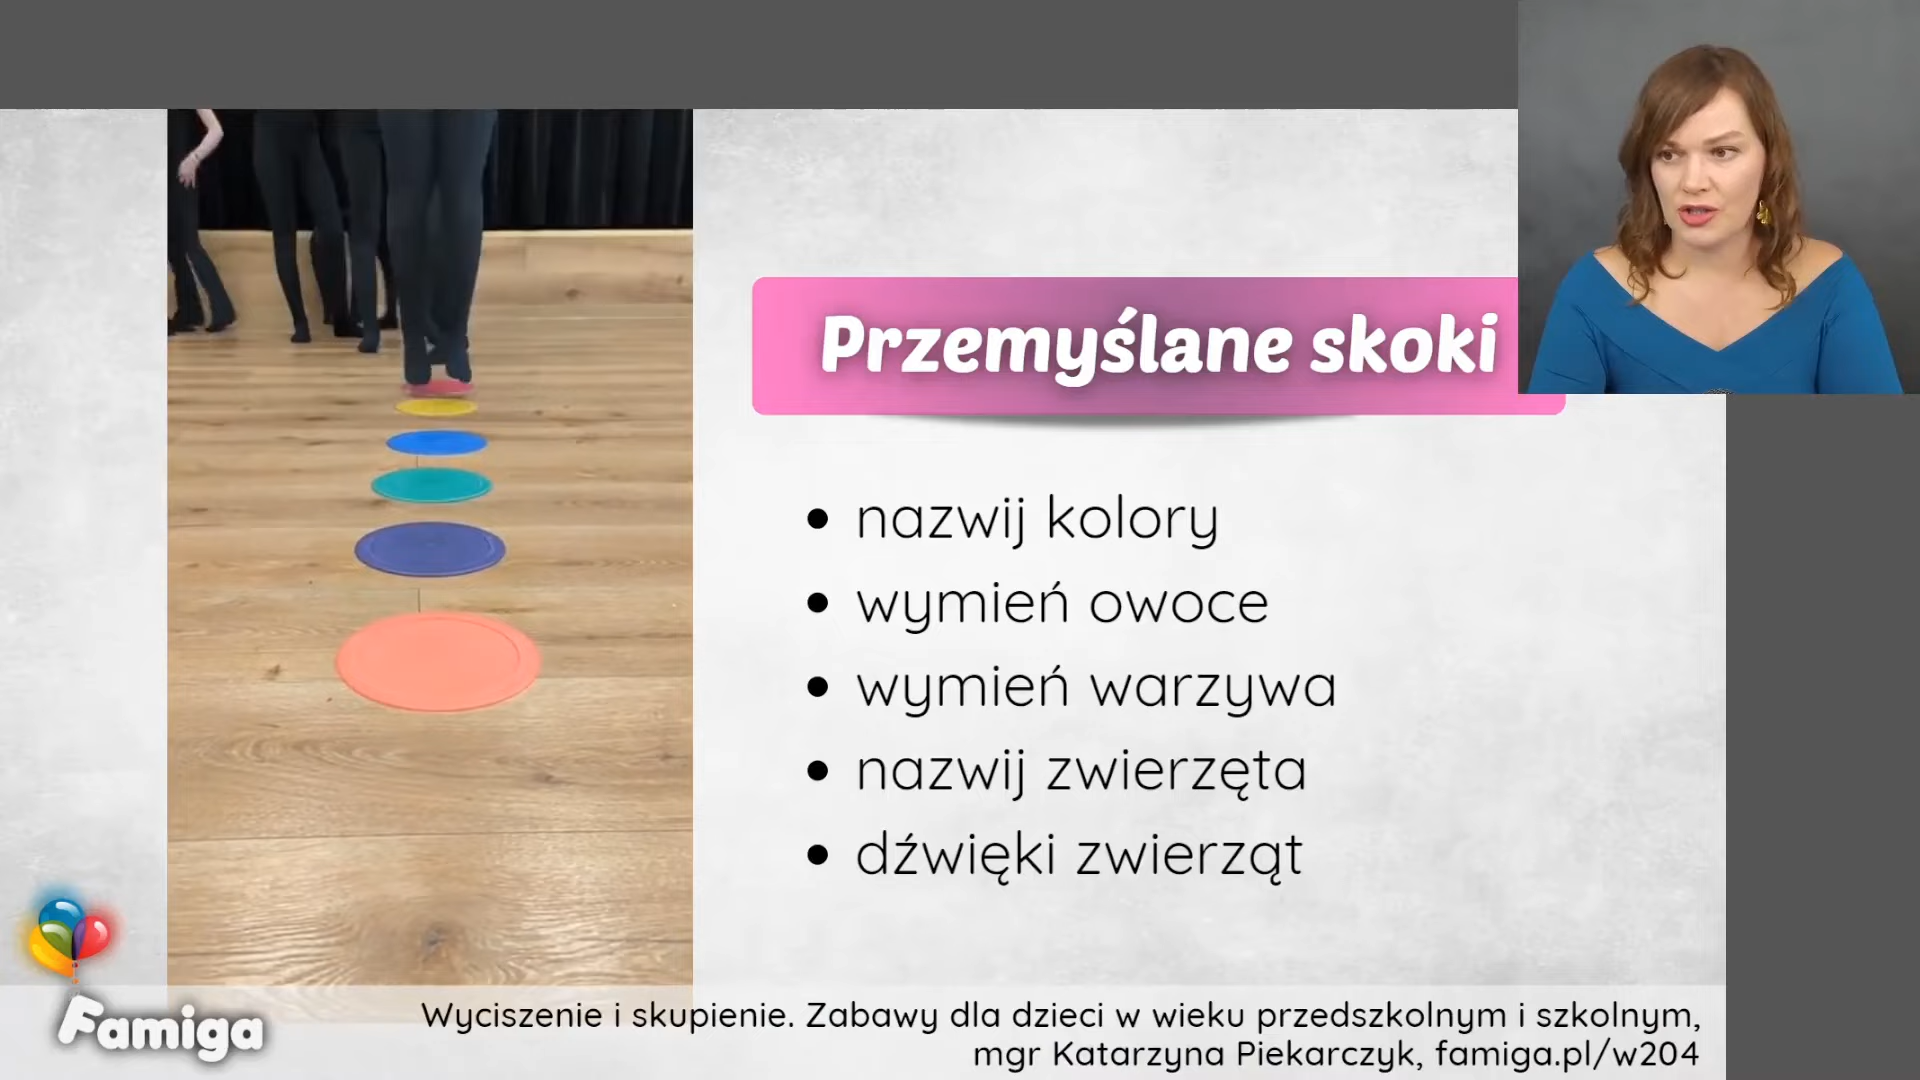 Przemyślane skoki
nazwij kolory
wymień owoce
wymień warzywa
nazwij zwierzęta
dźwięki zwierząt
Famiga
Wyciszenie i skupienie. Zabawy dla dzieci w wieku przedszkolnym i szkolnym,
mgr Katarzyna Piekarczyk, famiga.pl/w204